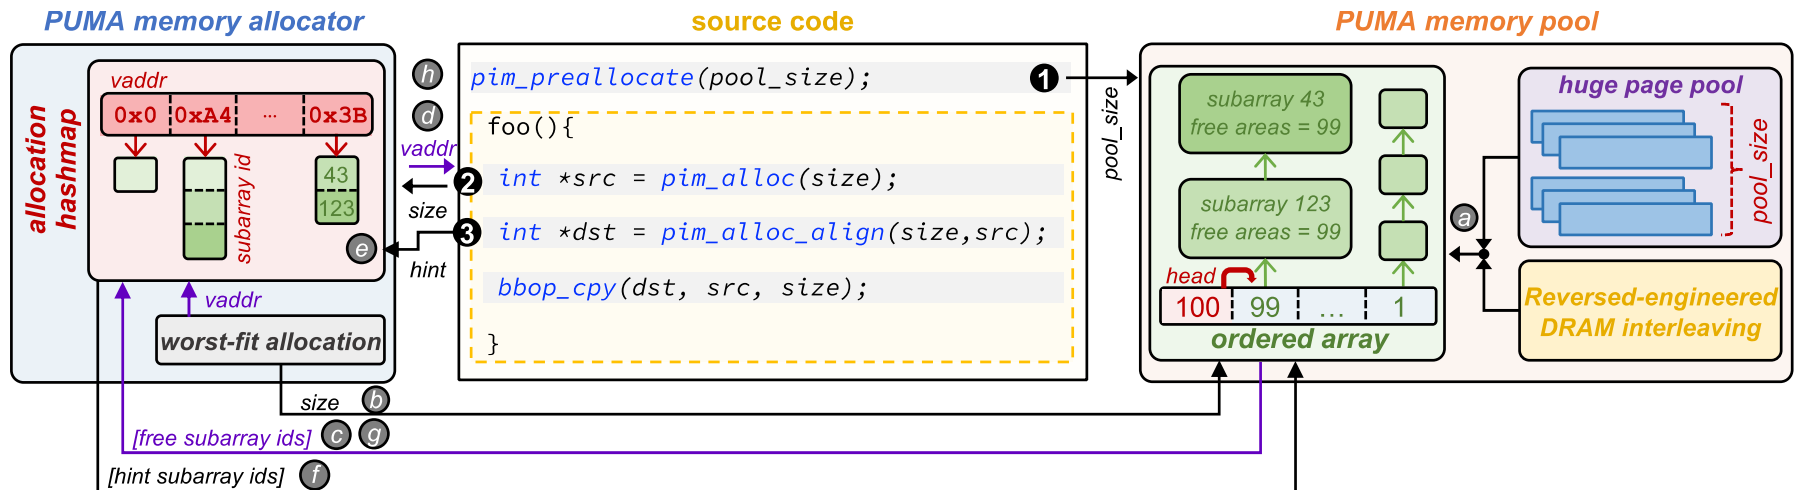 PUMA memory allocator
source code
PUMA memory pool
allocation
hashmap
vaddr
0x0 0xA4 ... 0x3B
43
123
subarray id
e
vaddr
worst-fit allocation
h
d
vaddr
size
hint
pim_preallocate(pool_size); 1
foo(){
2 int *src = pim_alloc(size);
3 int *dst = pim_alloc_align(size,src);
bbop_cpy(dst, src, size);
}
pool_size
subarray 43
free areas = 99
subarray 123
free areas = 99
head
100 99 ... 1
ordered array
a
huge page pool
pool_size
Reversed-engineered
DRAM interleaving
size b
[free subarray ids] c g
[hint subarray ids] f